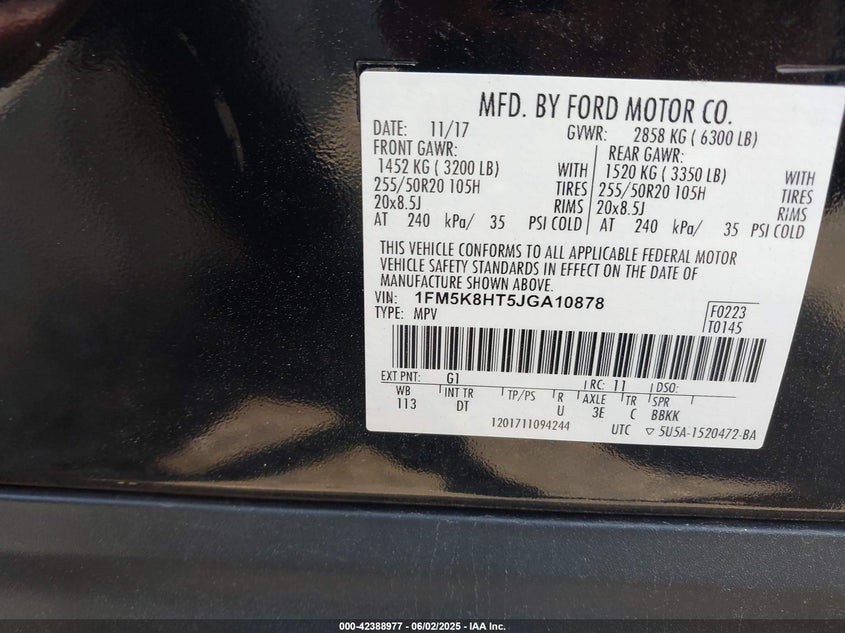 MFD. BY FORD MOTOR CO.
DATE: 11/17 GVWR: 2858 KG ( 6300 LB)
FRONT GAWR: REAR GAWR:
1452 KG ( 3200 LB) WITH 1520 KG ( 3350 LB) WITH
255/50R20 105H TIRES 255/50R20 105H TIRES
20x8.5J RIMS 20x8.5J RIMS
AT 240 kPa/ 35 PSI COLD AT 240 kPa/ 35 PSI COLD
THIS VEHICLE CONFORMS TO ALL APPLICABLE FEDERAL MOTOR
VEHICLE SAFETY STANDARDS IN EFFECT ON THE DATE OF
MANUFACTURE SHOWN ABOVE.
VIN: 1FM5K8HT5JGA10878
TYPE: MPV
F0223
T0145
EXT PNT: G1 RC: 11 DSO:
WB INT TR TP/PS R AXLE TR SPR
113 DT U 3E C BBKK
1201711094244 UTC ▽ 5U5A-1520472-BA
000-42388977 06/02/2025 - IAA Inc.